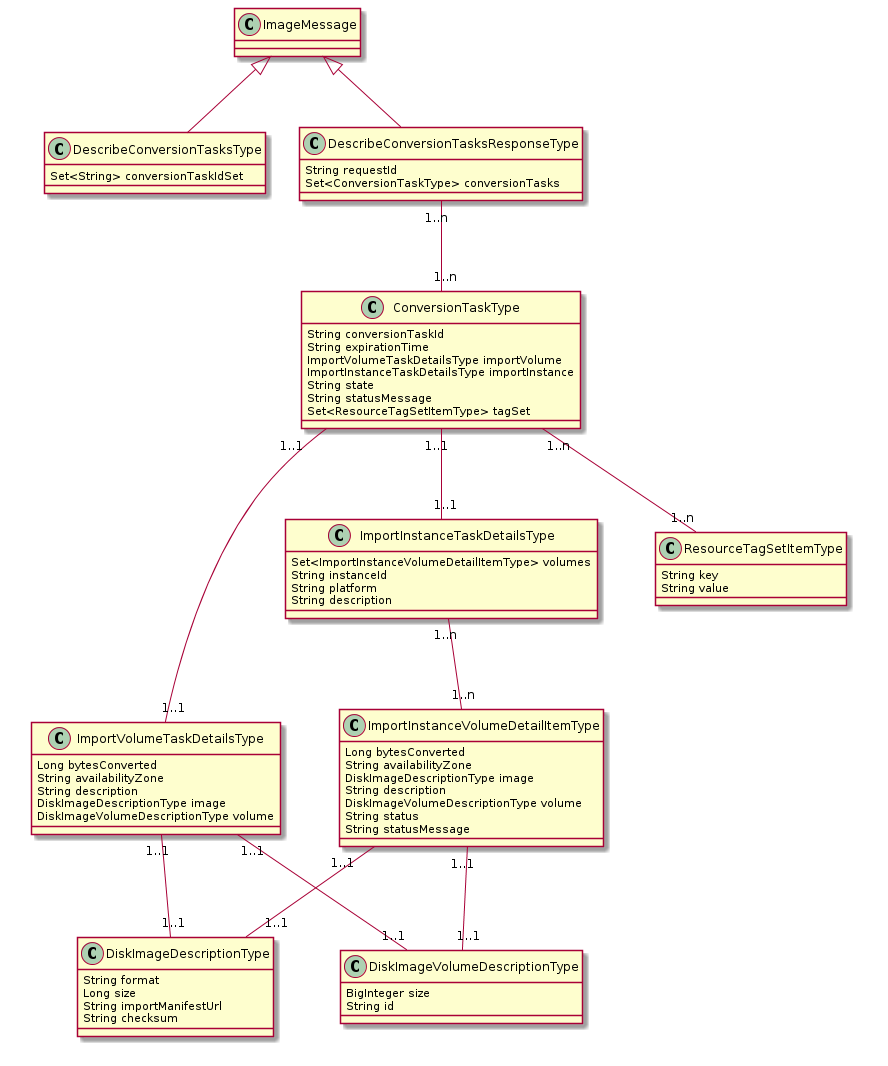 C ImageMessage
C DescribeConversionTasksType
Set<String> conversionTaskIdSet
C DescribeConversionTasksResponseType
String requestId
Set<ConversionTaskType> conversionTasks
1..n
1..n
C ConversionTaskType
String conversionTaskId
String expirationTime
ImportVolumeTaskDetailsType importVolume
ImportInstanceTaskDetailsType importInstance
String state
String statusMessage
Set<ResourceTagSetItemType> tagSet
1..1
1..1
1..n
1..1
1..n
C ImportInstanceTaskDetailsType
Set<ImportInstanceVolumeDetailItemType> volumes
String instanceId
String platform
String description
C ResourceTagSetItemType
String key
String value
1..n
1..n
1..1
C ImportVolumeTaskDetailsType
Long bytesConverted
String availabilityZone
String description
DiskImageDescriptionType image
DiskImageVolumeDescriptionType volume
C ImportInstanceVolumeDetailItemType
Long bytesConverted
String availabilityZone
DiskImageDescriptionType image
String description
DiskImageVolumeDescriptionType volume
String status
String statusMessage
1..1
1..1
1..1
1..1
1..1
1..1
1..1
1..1
C DiskImageDescriptionType
String format
Long size
String importManifestUrl
String checksum
C DiskImageVolumeDescriptionType
BigInteger size
String id